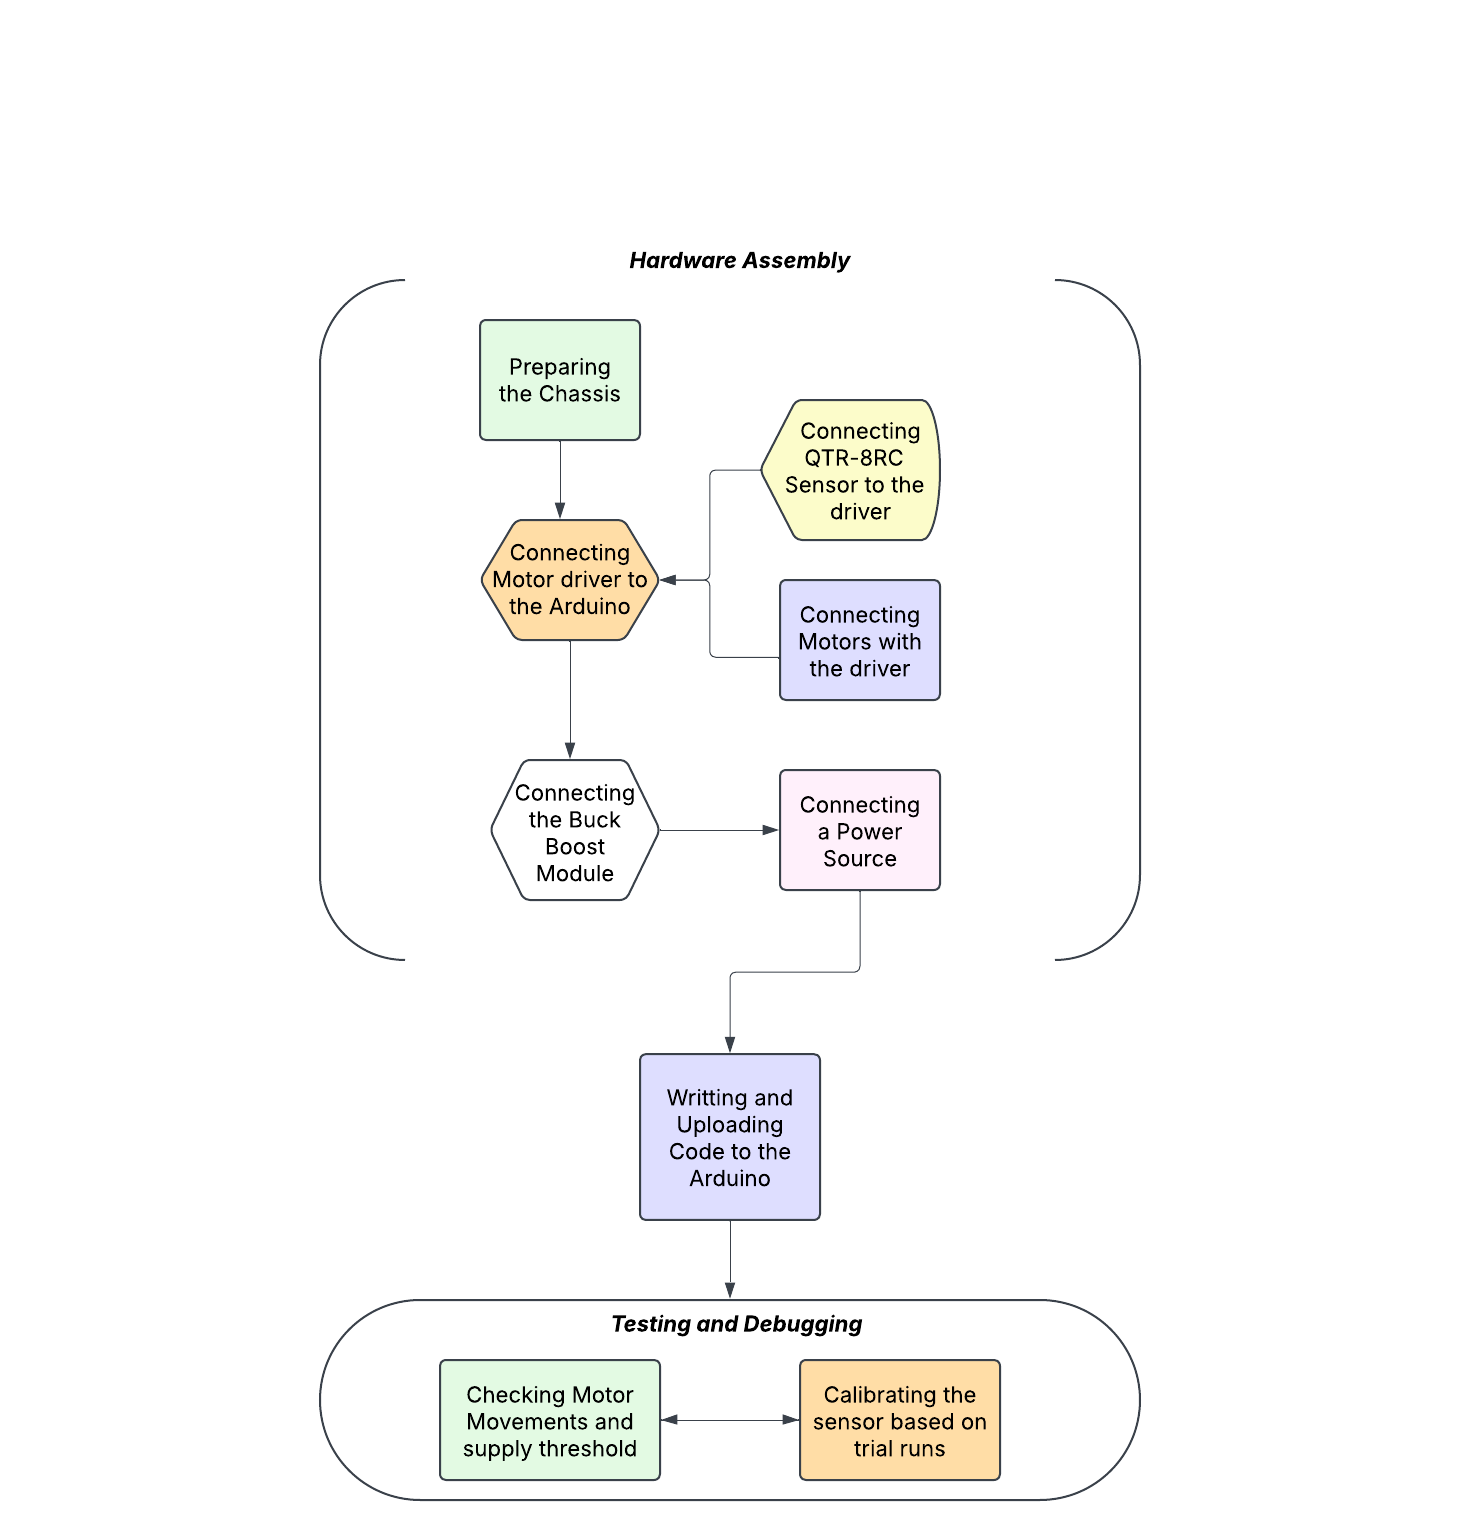 Hardware Assembly
Preparing
the Chassis
Connecting
QTR-8RC
Sensor to the
driver
Connecting
Motor driver to
the Arduino
Connecting
Motors with
the driver
Connecting
the Buck
Boost
Module
Connecting
a Power
Source
Writting and
Uploading
Code to the
Arduino
Testing and Debugging
Checking Motor
Movements and
supply threshold
Calibrating the
sensor based on
trial runs